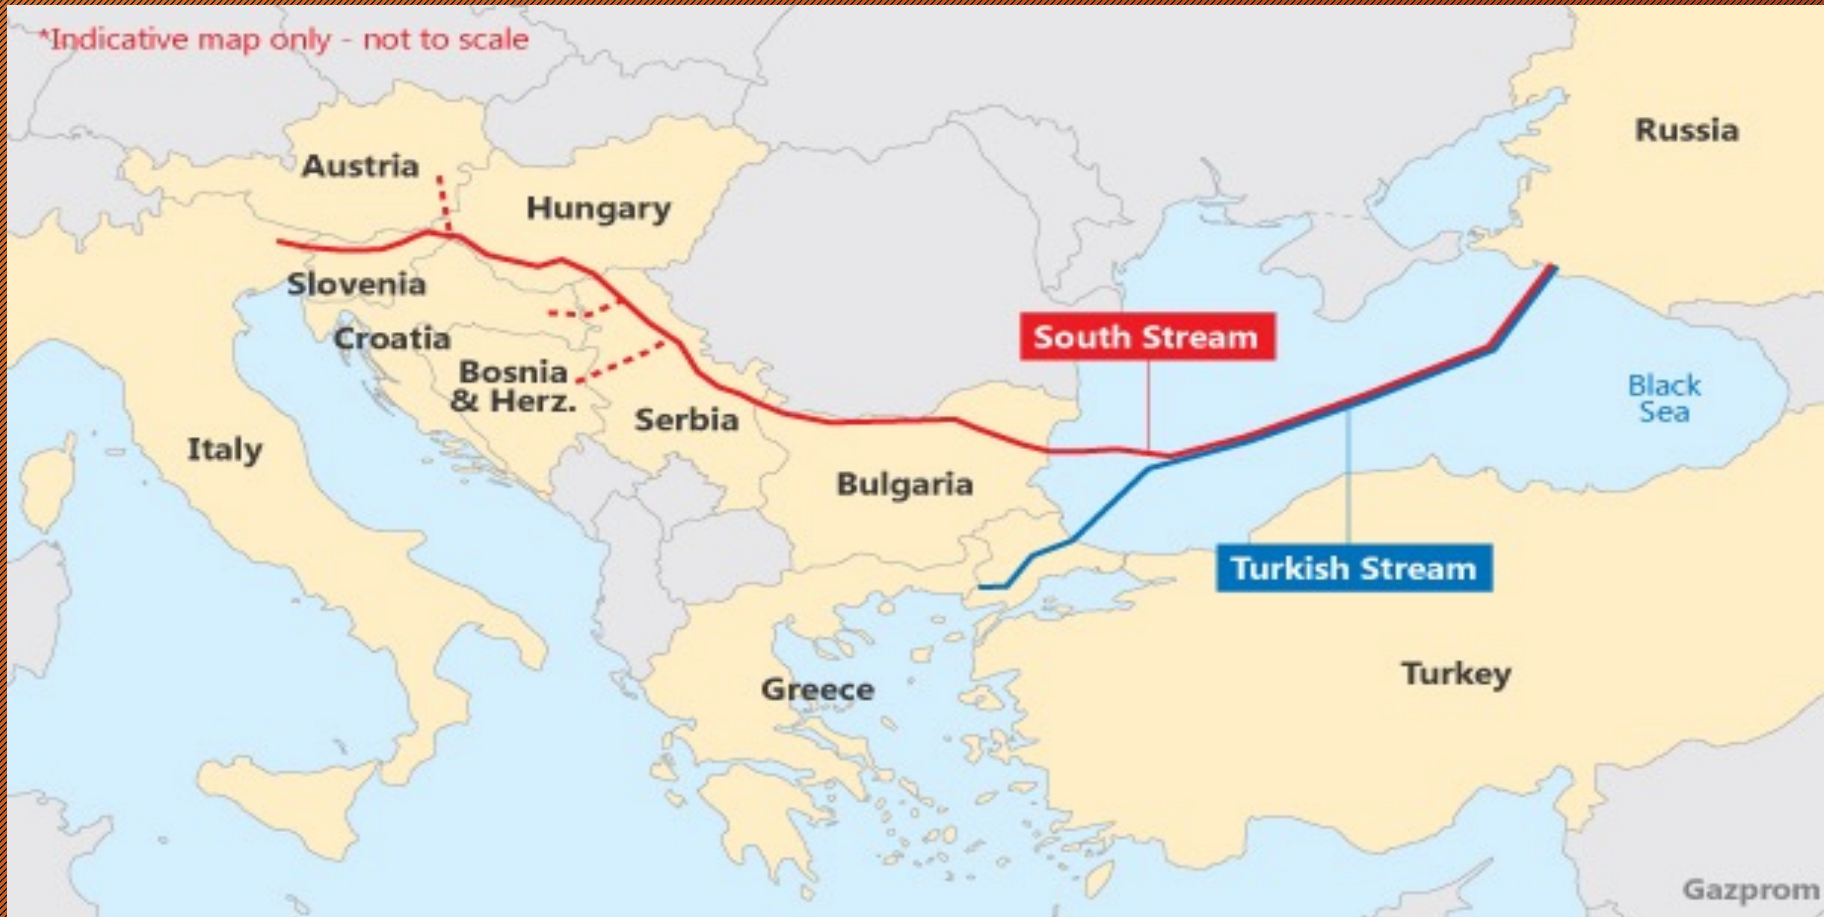 *Indicative map only - not to scale
Russia
Austria
Hungary
Slovenia
Croatia
South Stream
Bosnia
& Herz.
Black
Sea
Serbia
Italy
Bulgaria
Turkish Stream
Turkey
Greece
Gazprom